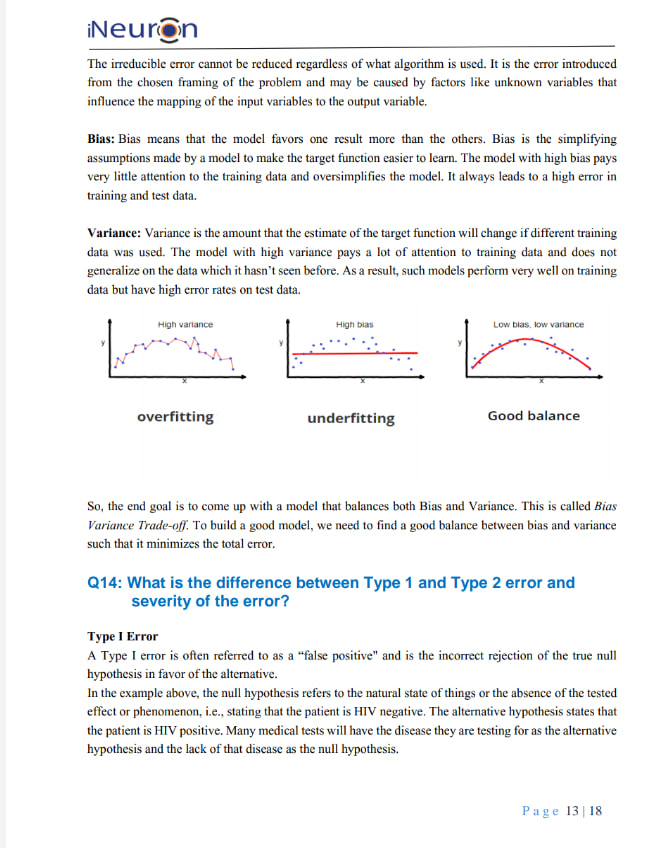 iNeuron
The irreducible error cannot be reduced regardless of what algorithm is used. It is the error introduced
from the chosen framing of the problem and may be caused by factors like unknown variables that
influence the mapping of the input variables to the output variable.
Bias: Bias means that the model favors one result more than the others. Bias is the simplifying
assumptions made by a model to make the target function easier to learn. The model with high bias pays
very little attention to the training data and oversimplifies the model. It always leads to a high error in
training and test data.
Variance: Variance is the amount that the estimate of the target function will change if different training
data was used. The model with high variance pays a lot of attention to training data and does not
generalize on the data which it hasn't seen before. As a result, such models perform very well on training
data but have high error rates on test data.
High variance
y
x
overfitting
High bias
y
x
underfitting
Low bias, low variance
y
x
Good balance
So, the end goal is to come up with a model that balances both Bias and Variance. This is called Bias
Variance Trade-off. To build a good model, we need to find a good balance between bias and variance
such that it minimizes the total error.
Q14: What is the difference between Type 1 and Type 2 error and
severity of the error?
Type I Error
A Type I error is often referred to as a “false positive" and is the incorrect rejection of the true null
hypothesis in favor of the alternative.
In the example above, the null hypothesis refers to the natural state of things or the absence of the tested
effect or phenomenon, i.e., stating that the patient is HIV negative. The alternative hypothesis states that
the patient is HIV positive. Many medical tests will have the disease they are testing for as the alternative
hypothesis and the lack of that disease as the null hypothesis.
Page 13 | 18